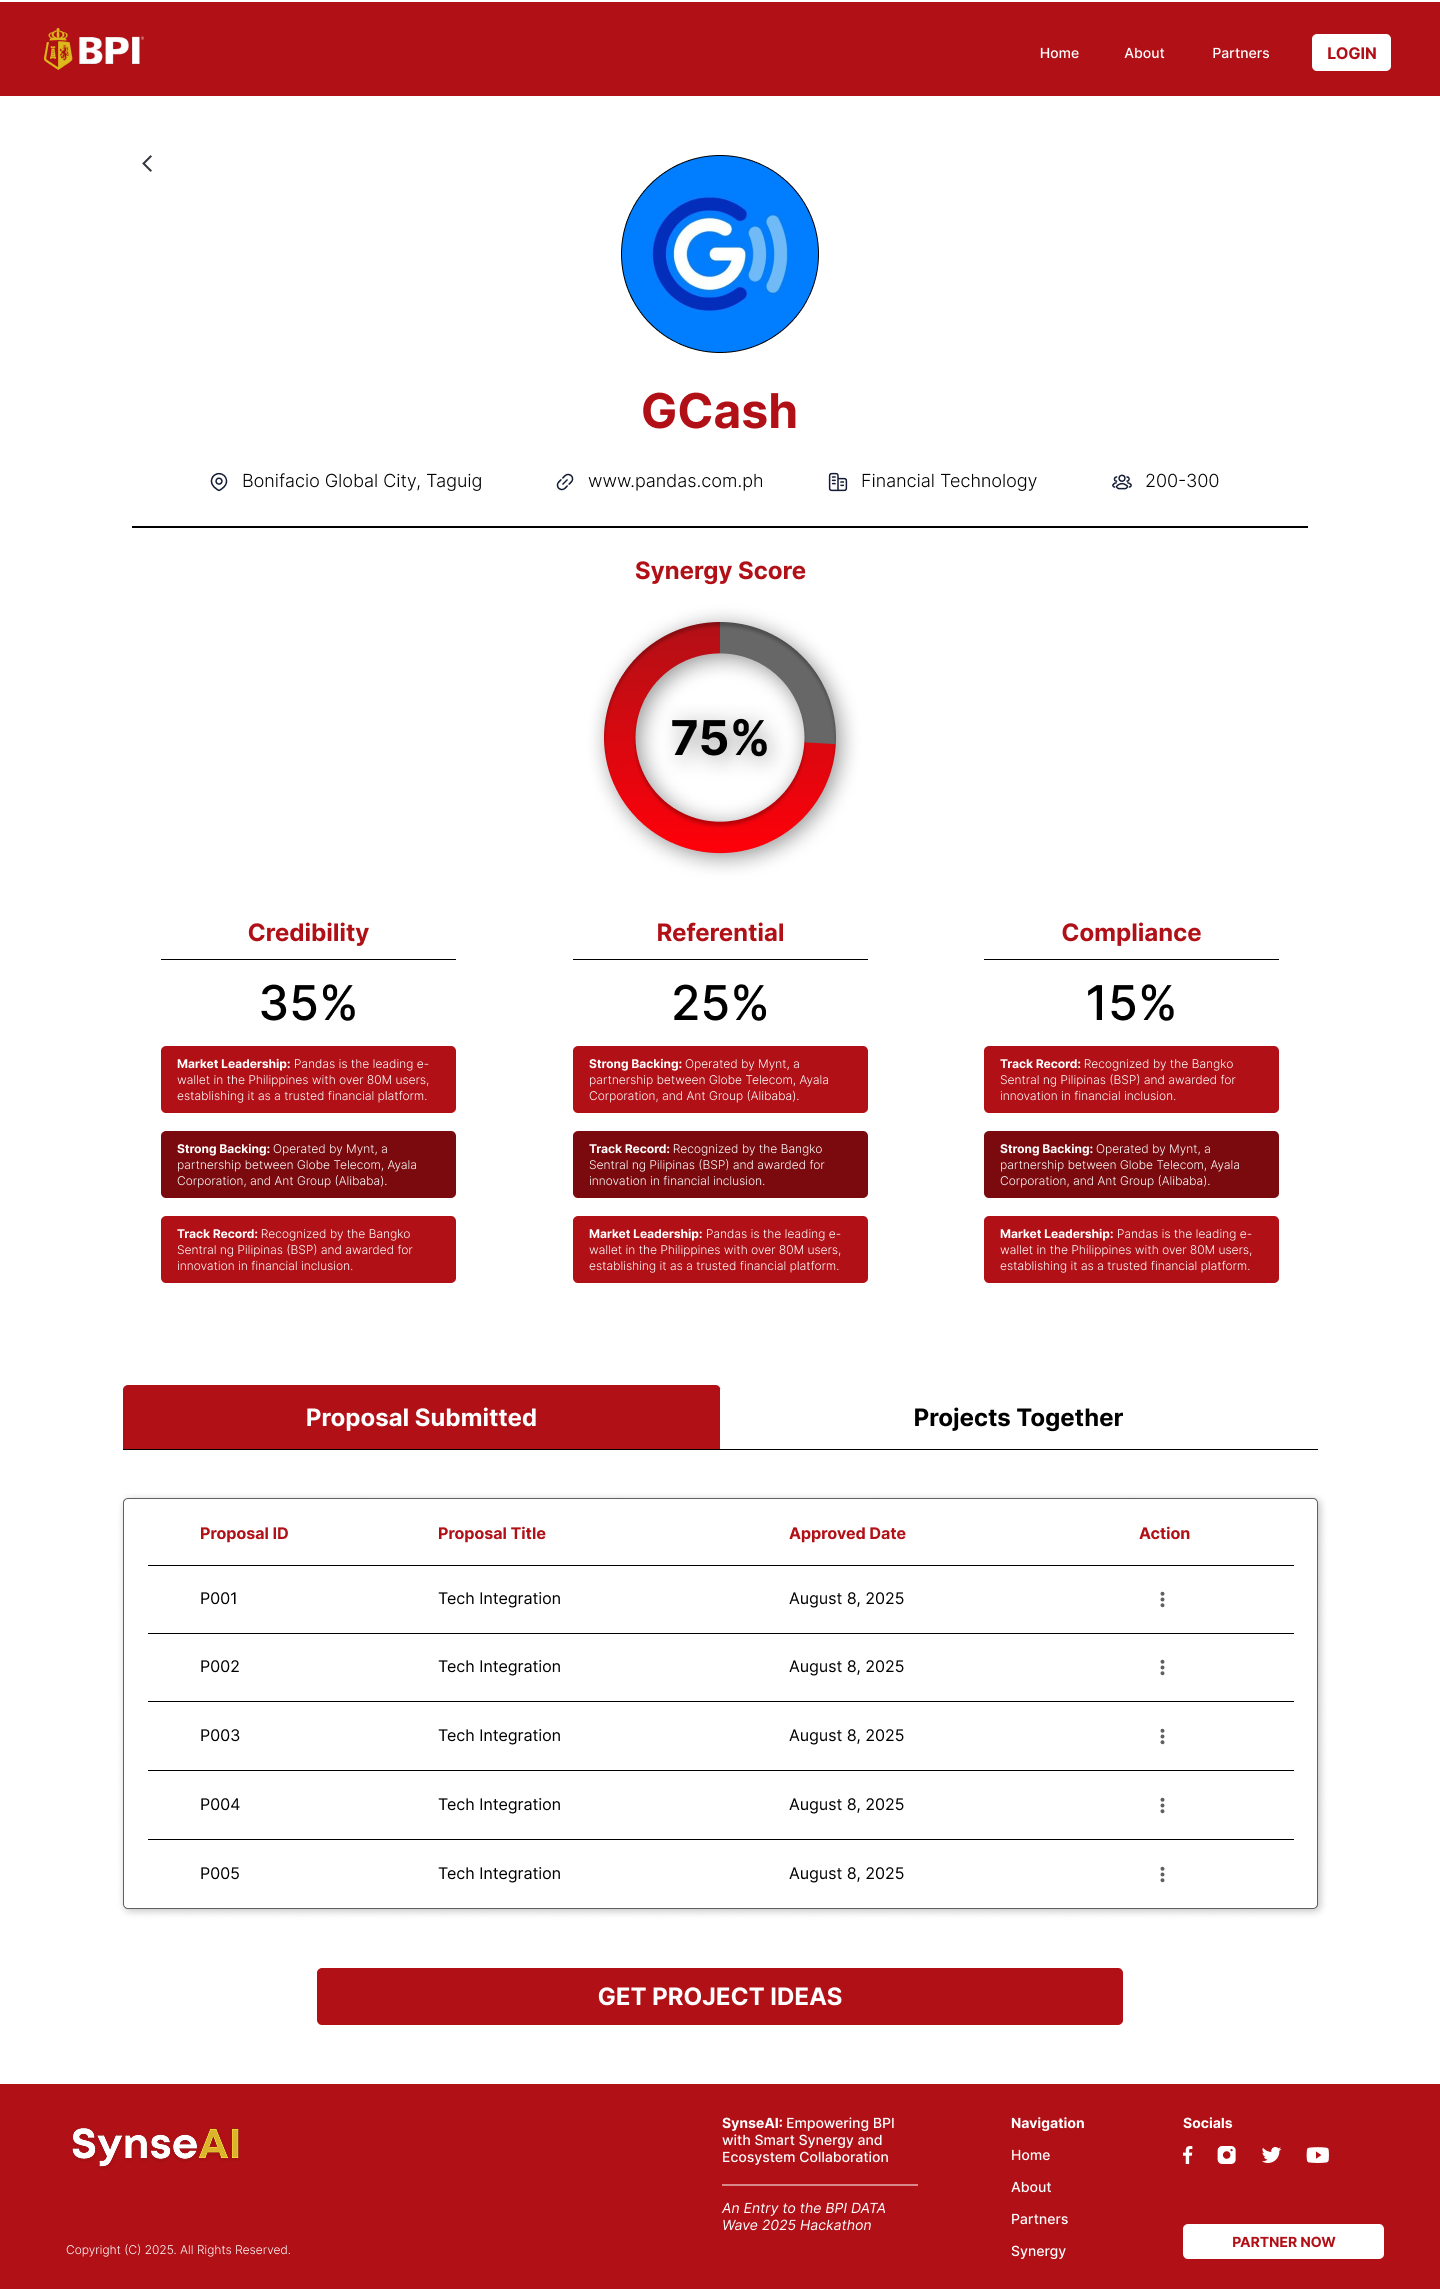 BPI
Home
About
Partners
LOGIN
GCash
Bonifacio Global City, Taguig
www.pandas.com.ph
Financial Technology
200-300
Synergy Score
75%
Credibility
35%
Market Leadership: Pandas is the leading e-
wallet in the Philippines with over 80M users,
establishing it as a trusted financial platform.
Strong Backing: Operated by Mynt, a
partnership between Globe Telecom, Ayala
Corporation, and Ant Group (Alibaba).
Track Record: Recognized by the Bangko
Sentral ng Pilipinas (BSP) and awarded for
innovation in financial inclusion.
Referential
25%
Strong Backing: Operated by Mynt, a
partnership between Globe Telecom, Ayala
Corporation, and Ant Group (Alibaba).
Track Record: Recognized by the Bangko
Sentral ng Pilipinas (BSP) and awarded for
innovation in financial inclusion.
Market Leadership: Pandas is the leading e-
wallet in the Philippines with over 80M users,
establishing it as a trusted financial platform.
Compliance
15%
Track Record: Recognized by the Bangko
Sentral ng Pilipinas (BSP) and awarded for
innovation in financial inclusion.
Strong Backing: Operated by Mynt, a
partnership between Globe Telecom, Ayala
Corporation, and Ant Group (Alibaba).
Market Leadership: Pandas is the leading e-
wallet in the Philippines with over 80M users,
establishing it as a trusted financial platform.
Proposal Submitted
Projects Together
Proposal ID Proposal Title Approved Date Action
P001 Tech Integration August 8, 2025
P002 Tech Integration August 8, 2025
P003 Tech Integration August 8, 2025
P004 Tech Integration August 8, 2025
P005 Tech Integration August 8, 2025
GET PROJECT IDEAS
SynseAI
Copyright (C) 2025. All Rights Reserved.
SynseAI: Empowering BPI
with Smart Synergy and
Ecosystem Collaboration
An Entry to the BPI DATA
Wave 2025 Hackathon
Navigation
Home
About
Partners
Synergy
Socials
PARTNER NOW